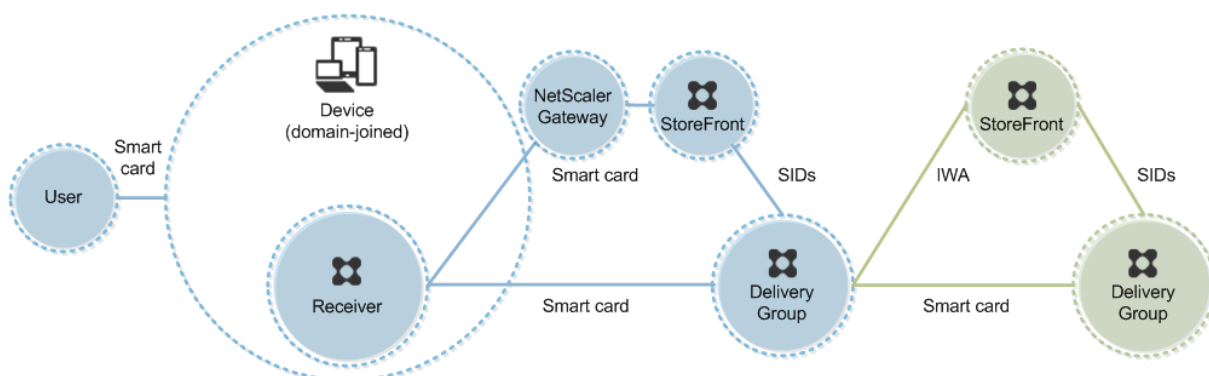 User
Smart
card
Device
(domain-joined)
Receiver
NetScaler
Gateway
StoreFront
Smart card
SIDs
Smart card
Delivery
Group
IWA
StoreFront
SIDs
Smart card
Delivery
Group